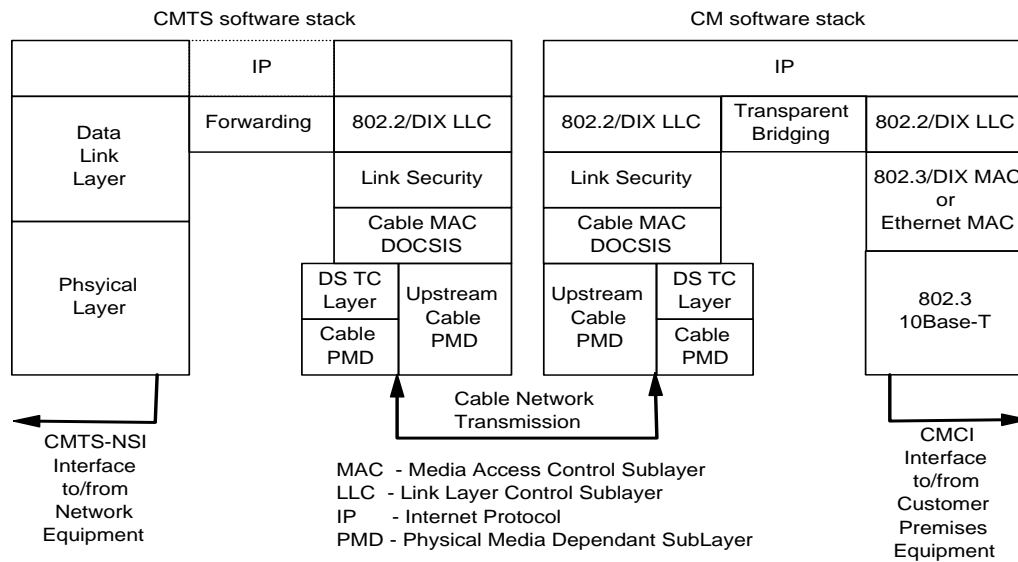 CMTS software stack
CM software stack
IP
IP
Data
Link
Layer
Forwarding
802.2/DIX LLC
802.2/DIX LLC
Transparent
Bridging
802.2/DIX LLC
Link Security
Link Security
802.3/DIX MAC
or
Ethernet MAC
Cable MAC
DOCSIS
Cable MAC
DOCSIS
Phsyical
Layer
DS TC
Layer
Upstream
Cable
PMD
Cable
PMD
Upstream
Cable
PMD
DS TC
Layer
Cable
PMD
802.3
10Base-T
Cable Network
Transmission
CMTS-NSI
Interface
to/from
Network
Equipment
CMCI
Interface
to/from
Customer
Premises
Equipment
MAC - Media Access Control Sublayer
LLC - Link Layer Control Sublayer
IP - Internet Protocol
PMD - Physical Media Dependant SubLayer